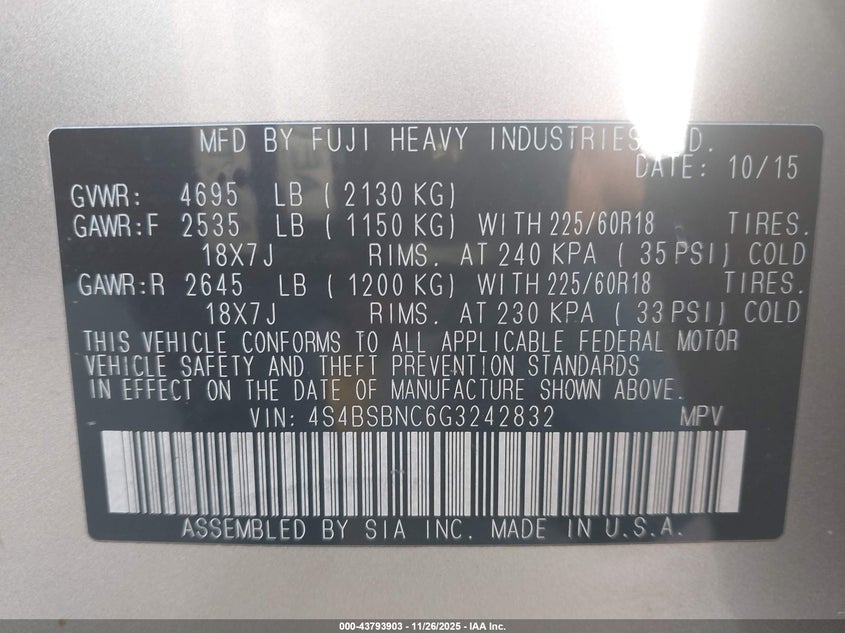 MFD BY FUJI HEAVY INDUSTRIES D.
DATE: 10/15
GVWR: 4695 LB ( 2130 KG)
GAWR:F 2535 LB ( 1150 KG) WITH 225/60R18 TIRES.
18X7J RIMS. AT 240 KPA ( 35 PSI) COLD
GAWR:R 2645 LB ( 1200 KG) WITH 225/60R18 TIRES.
18X7J RIMS. AT 230 KPA ( 33 PSI) COLD
THIS VEHICLE CONFORMS TO ALL APPLICABLE FEDERAL MOTOR
VEHICLE SAFETY AND THEFT PREVENTION STANDARDS
IN EFFECT ON THE DATE OF MANUFACTURE SHOWN ABOVE.
VIN: 4S4BSBNC6G3242832 MPV
ASSEMBLED BY SIA INC. MADE IN U.S.A.
000-43793903 - 11/26/2025 - IAA Inc.